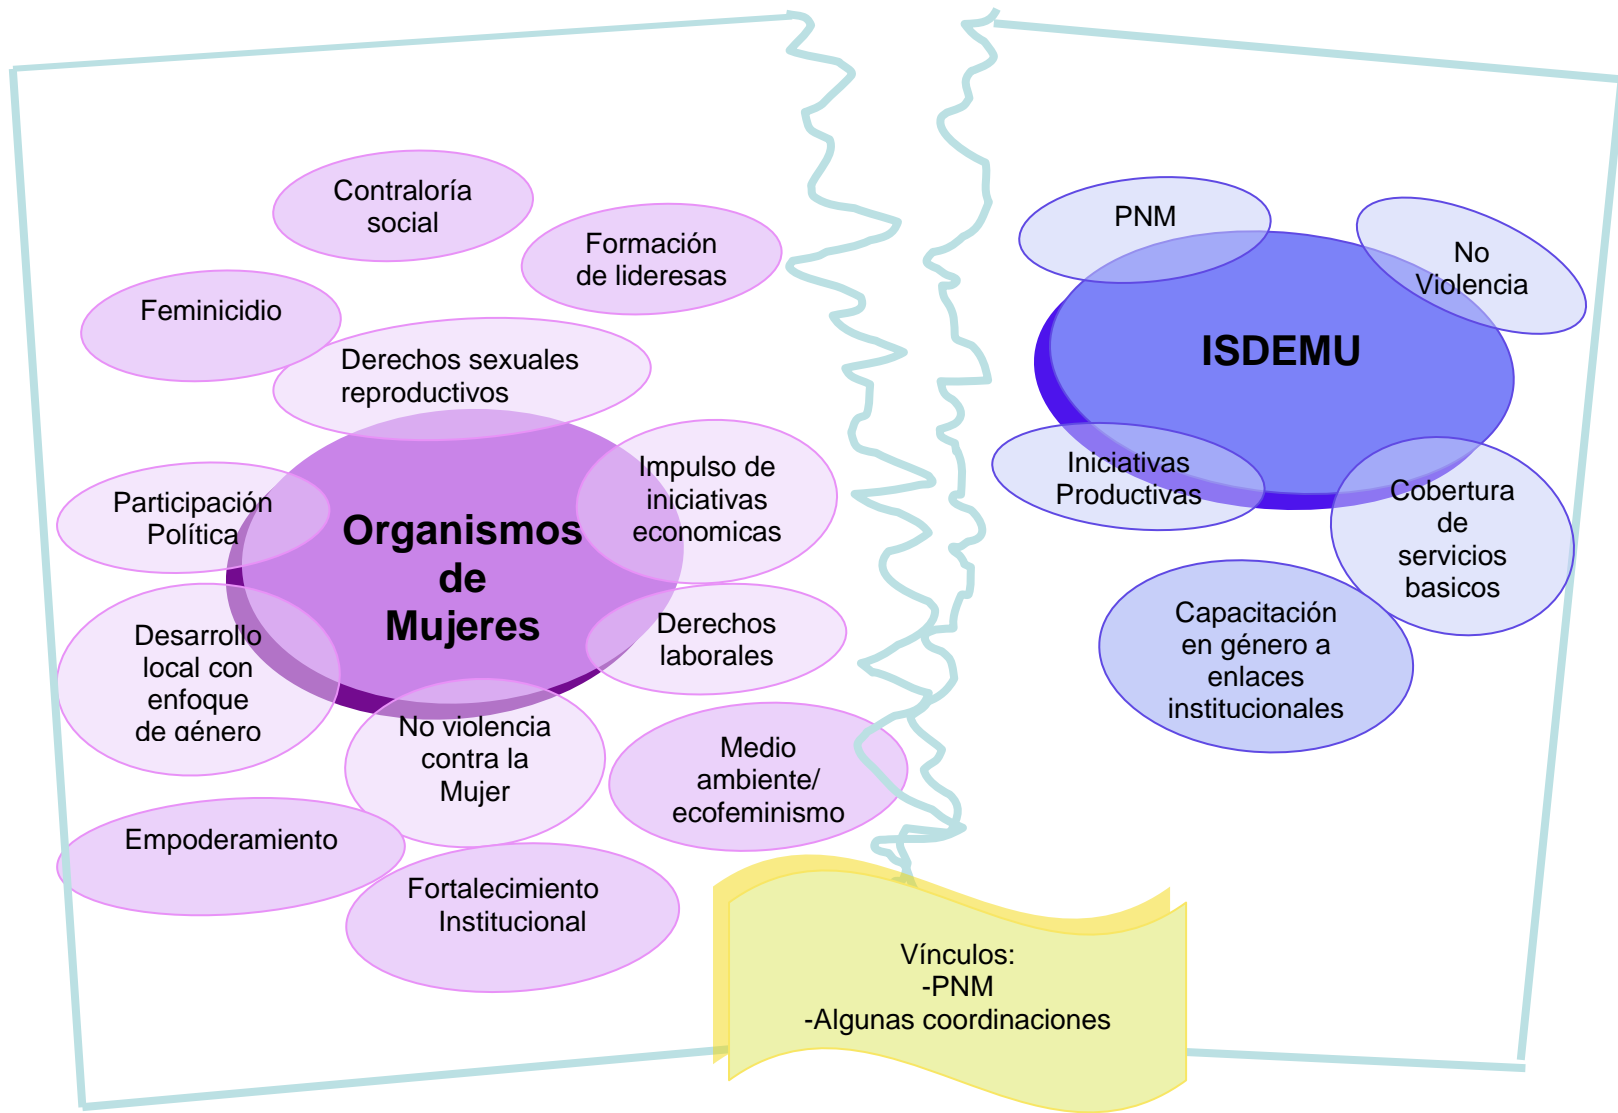 Contraloría
social
Formación
de lideresas
Feminicidio
Derechos sexuales
reproductivos
Impulso de
iniciativas
economicas
Participación
Política
Organismos
de
Mujeres
Derechos
laborales
Desarrollo
local con
enfoque
de género
No violencia
contra la
Mujer
Medio
ambiente/
ecofeminismo
Empoderamiento
Fortalecimiento
Institucional
PNM
No
Violencia
ISDEMU
Iniciativas
Productivas
Cobertura
de
servicios
basicos
Capacitación
en género a
enlaces
institucionales
Vínculos:
-PNM
-Algunas coordinaciones